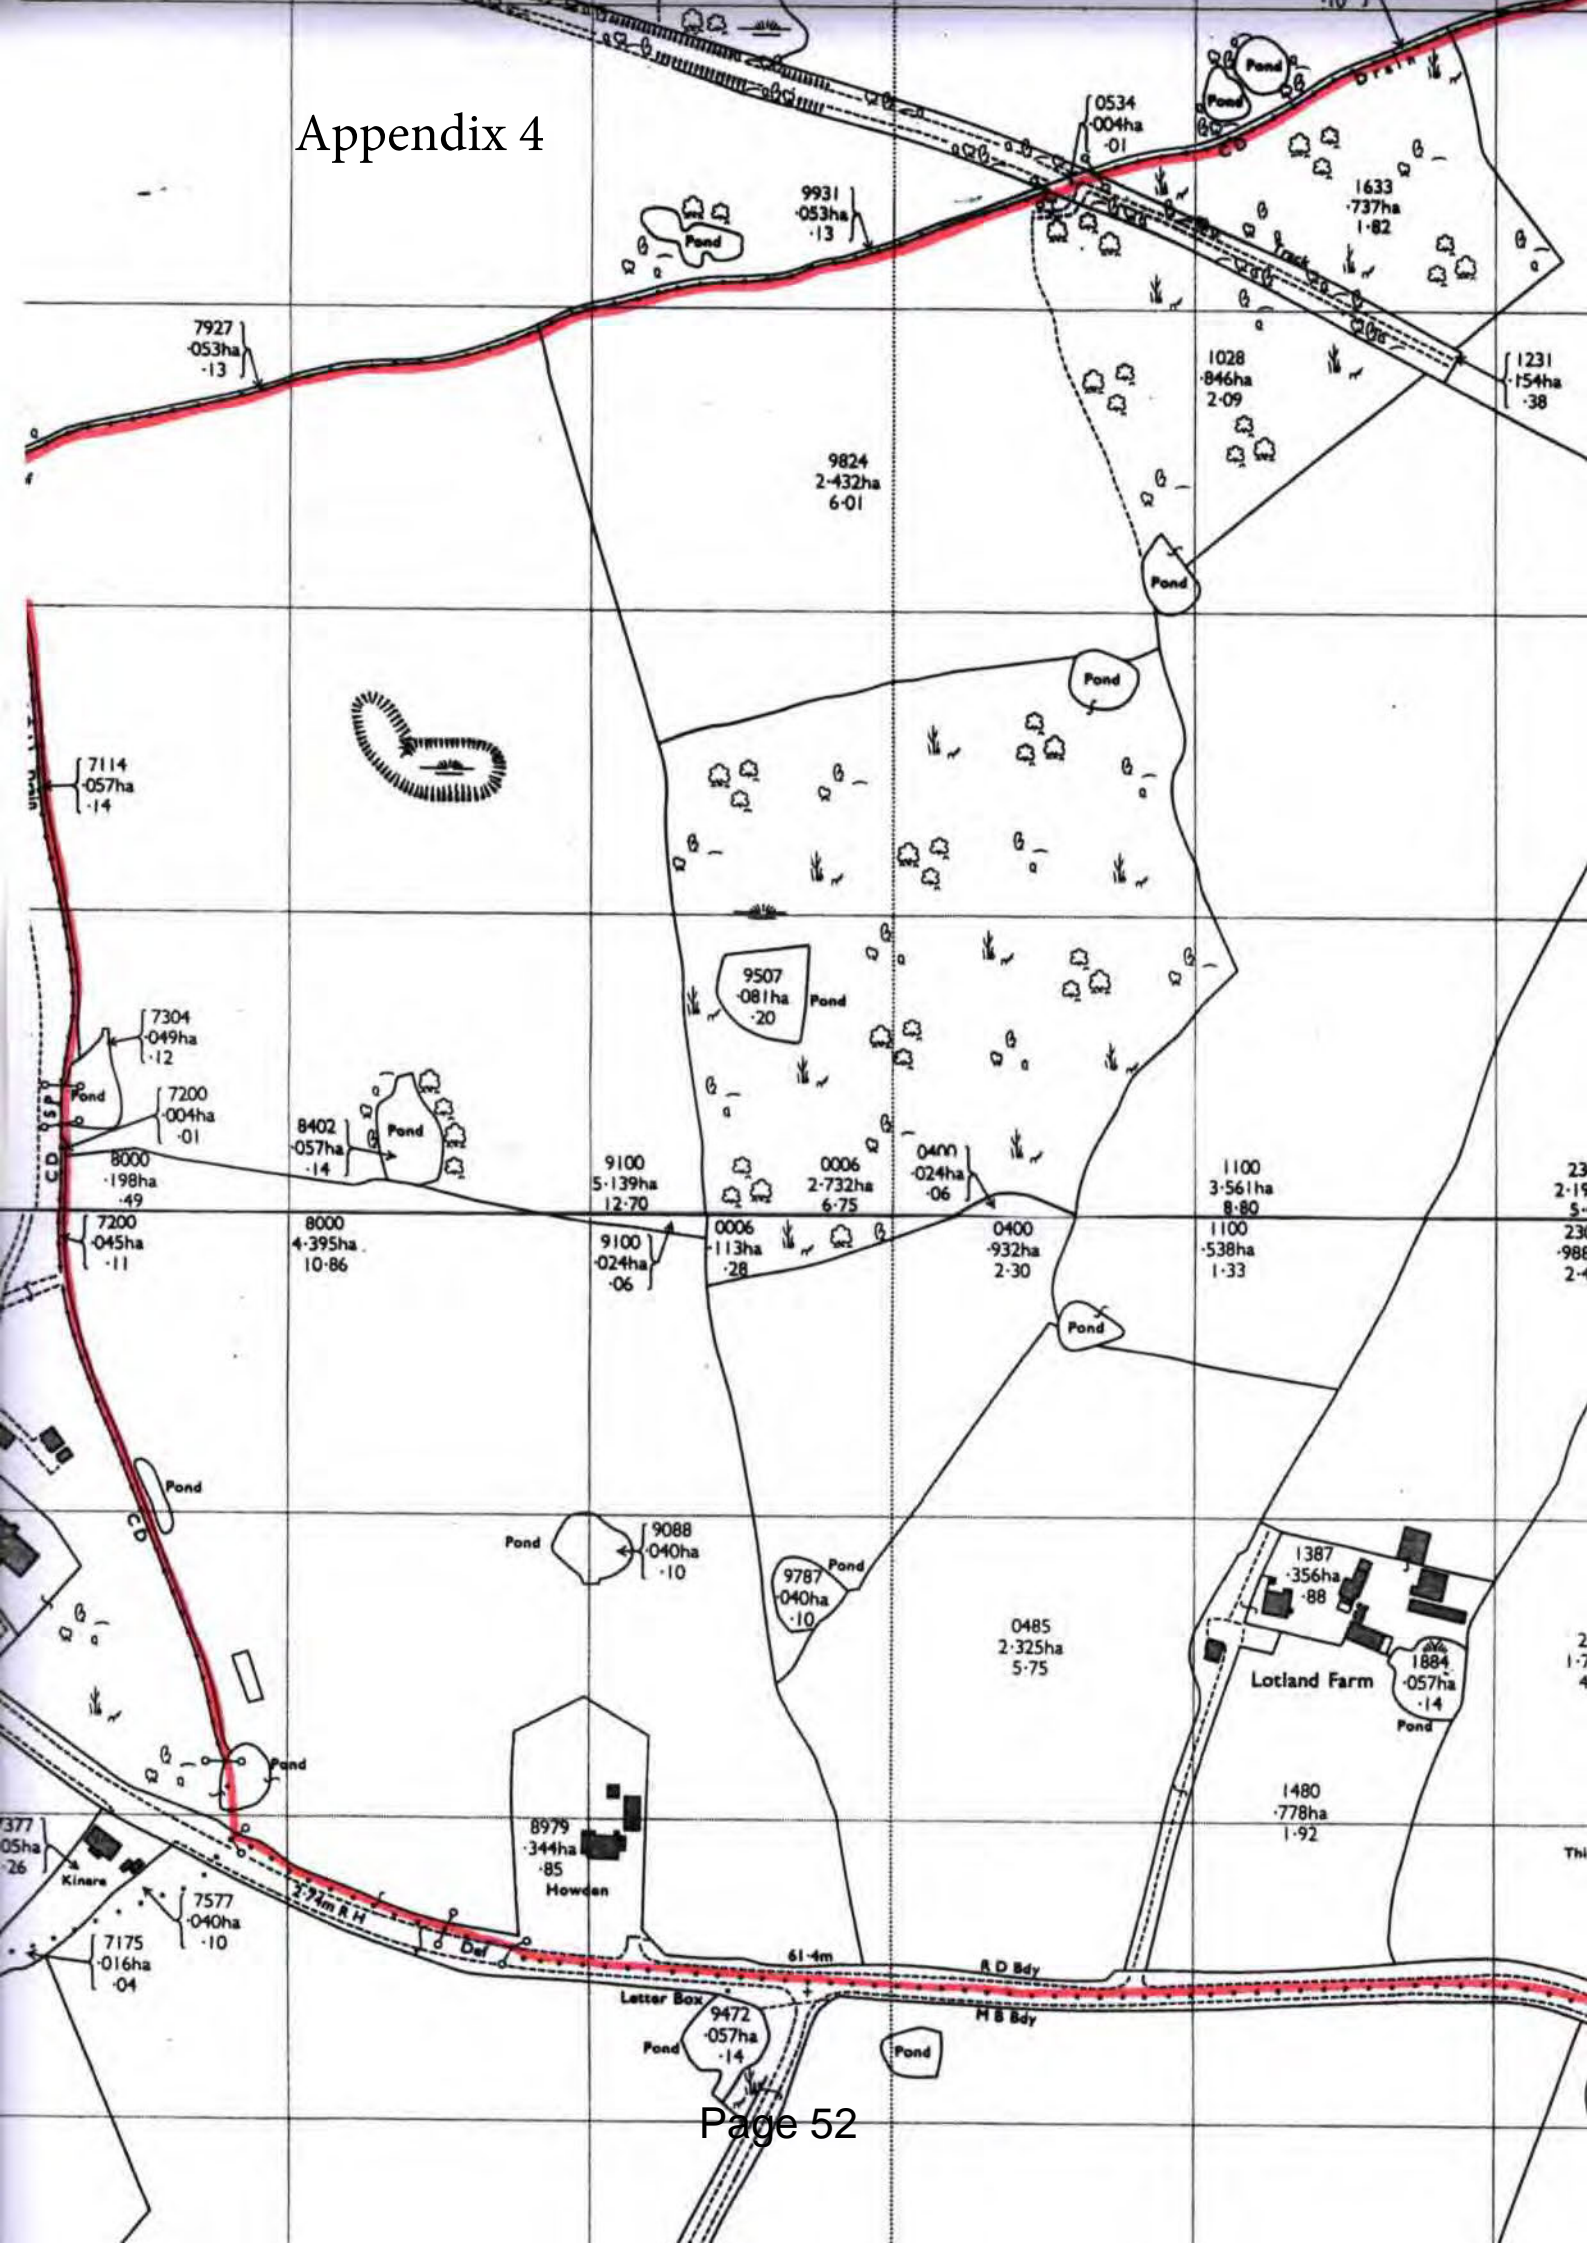 Appendix 4
0534
·004ha
·01
Pond
Pond
Drain
CD
1633
·737ha
1·82
Track
9931
·053ha
·13
Pond
7927
·053ha
·13
1028
·846ha
2·09
1231
·154ha
·38
9824
2·432ha
6·01
Pond
Pond
7114
·057ha
·14
Drain
9507
·081ha
·20
Pond
7304
·049ha
·12
Pond
SP
7200
·004ha
·01
CD
8402
·057ha
·14
Pond
8000
·198ha
·49
9100
5·139ha
12·70
0006
2·732ha
6·75
0400
·024ha
·06
1100
3·561ha
8·80
7200
·045ha
·11
8000
4·395ha
10·86
9100
·024ha
·06
0006
·113ha
·28
0400
·932ha
2·30
1100
·538ha
1·33
Pond
Pond
CD
Pond
9088
·040ha
·10
9787
·040ha
·10
Pond
1387
·356ha
·88
0485
2·325ha
5·75
Lotland Farm
1884
·057ha
·14
Pond
Pond
1480
·778ha
1·92
8979
·344ha
·85
Howden
Kinare
7577
·040ha
·10
2·74m RH
7175
·016ha
·04
Def
61·4m
R D Bdy
M B Bdy
Letter Box
9472
·057ha
·14
Pond
Pond
Page 52